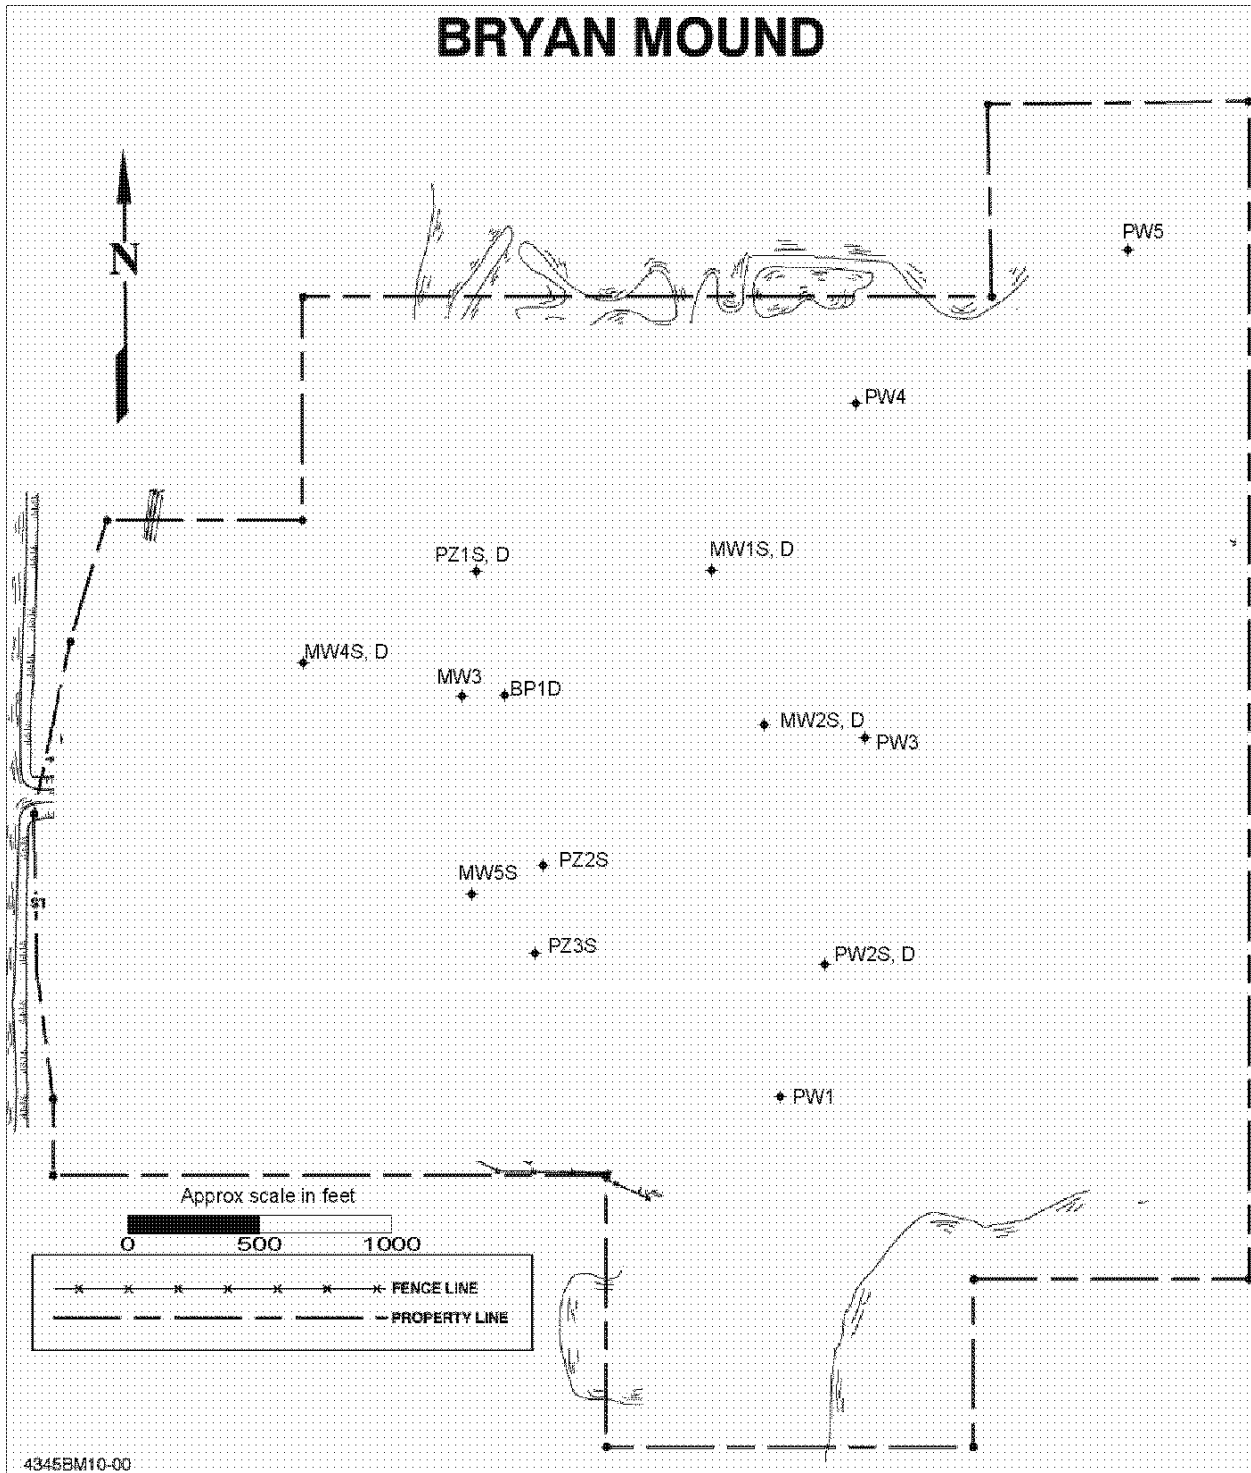 BRYAN MOUND
PW5
N
PW4
PZ1S, D
MW1S, D
MW4S, D
MW3
BP1D
MW2S, D
PW3
PZ2S
MW5S
PZ3S
PW2S, D
PW1
Approx scale in feet
0 500 1000
FENCE LINE
PROPERTY LINE
4345BM10-00